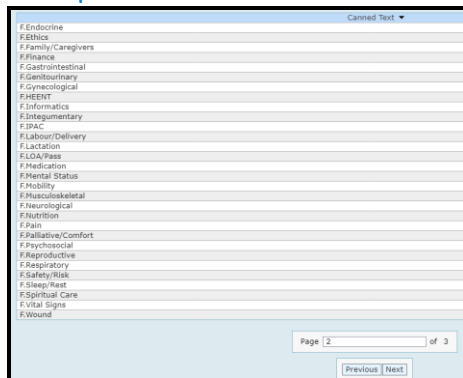 Canned Text ▼
F.Endocrine
F.Ethics
F.Family/Caregivers
F.Finance
F.Gastrointestinal
F.Genitourinary
F.Gynecological
F.HEENT
F.Informatics
F.Integumentary
F.IPAC
F.Labour/Delivery
F.Lactation
F.LOA/Pass
F.Medication
F.Mental Status
F.Mobility
F.Musculoskeletal
F.Neurological
F.Nutrition
F.Pain
F.Palliative/Comfort
F.Psychosocial
F.Reproductive
F.Respiratory
F.Safety/Risk
F.Sleep/Rest
F.Spiritual Care
F.Vital Signs
F.Wound
Page 2 of 3
Previous Next